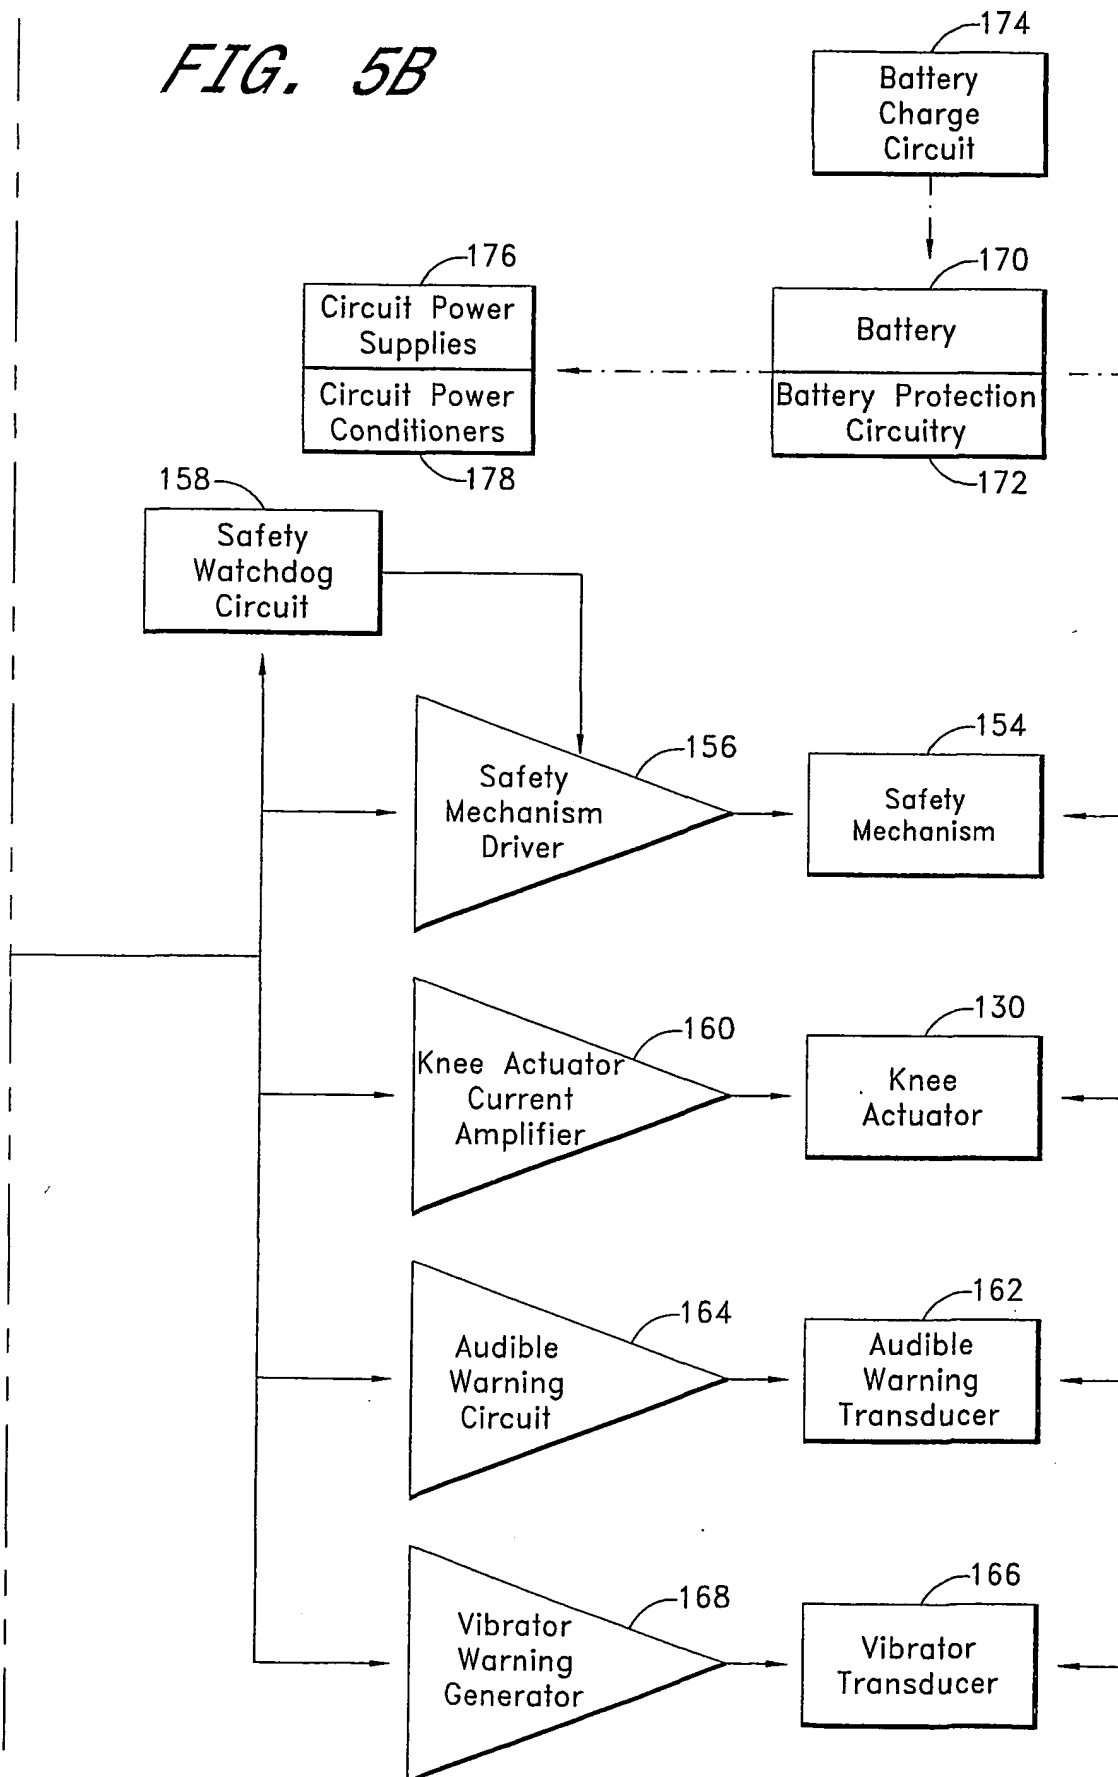 FIG. 5B
174
Battery
Charge
Circuit
176
Circuit Power
Supplies
Circuit Power
Conditioners
178
170
Battery
Battery Protection
Circuitry
172
158
Safety
Watchdog
Circuit
156
Safety
Mechanism
Driver
154
Safety
Mechanism
160
Knee Actuator
Current
Amplifier
130
Knee
Actuator
164
Audible
Warning
Circuit
162
Audible
Warning
Transducer
168
Vibrator
Warning
Generator
166
Vibrator
Transducer